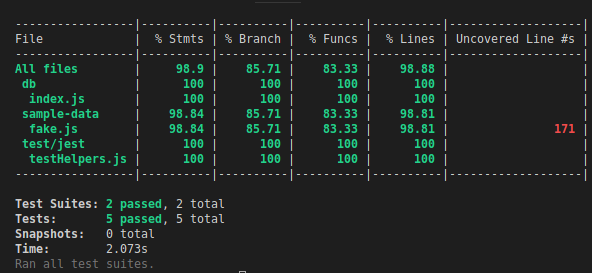 -----------------|----------|----------|----------|----------|-------------------|
File             |  % Stmts | % Branch |  % Funcs |  % Lines | Uncovered Line #s |
-----------------|----------|----------|----------|----------|-------------------|
All files        |     98.9 |    85.71 |    83.33 |    98.88 |                   |
 db              |      100 |      100 |      100 |      100 |                   |
  index.js       |      100 |      100 |      100 |      100 |                   |
 sample-data     |    98.84 |    85.71 |    83.33 |    98.81 |                   |
  fake.js        |    98.84 |    85.71 |    83.33 |    98.81 |               171 |
 test/jest       |      100 |      100 |      100 |      100 |                   |
  testHelpers.js |      100 |      100 |      100 |      100 |                   |
-----------------|----------|----------|----------|----------|-------------------|
Test Suites: 2 passed, 2 total
Tests:       5 passed, 5 total
Snapshots:   0 total
Time:        2.073s
Ran all test suites.